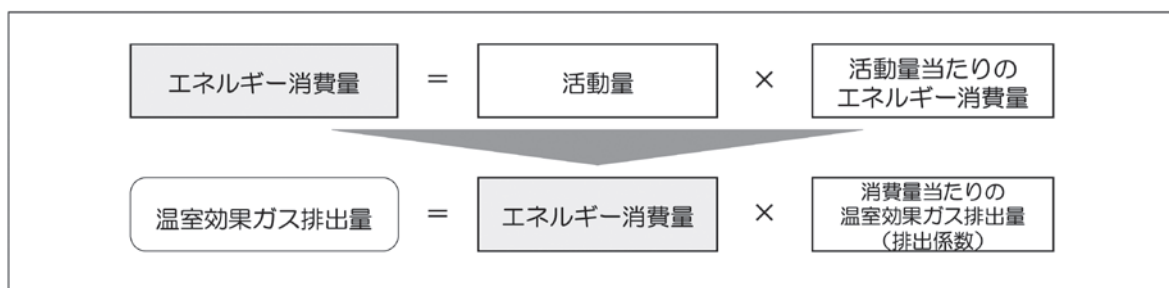 エネルギー消費量 = 活動量 × 活動量当たりの
エネルギー消費量
温室効果ガス排出量 = エネルギー消費量 × 消費量当たりの
温室効果ガス排出量
（排出係数）